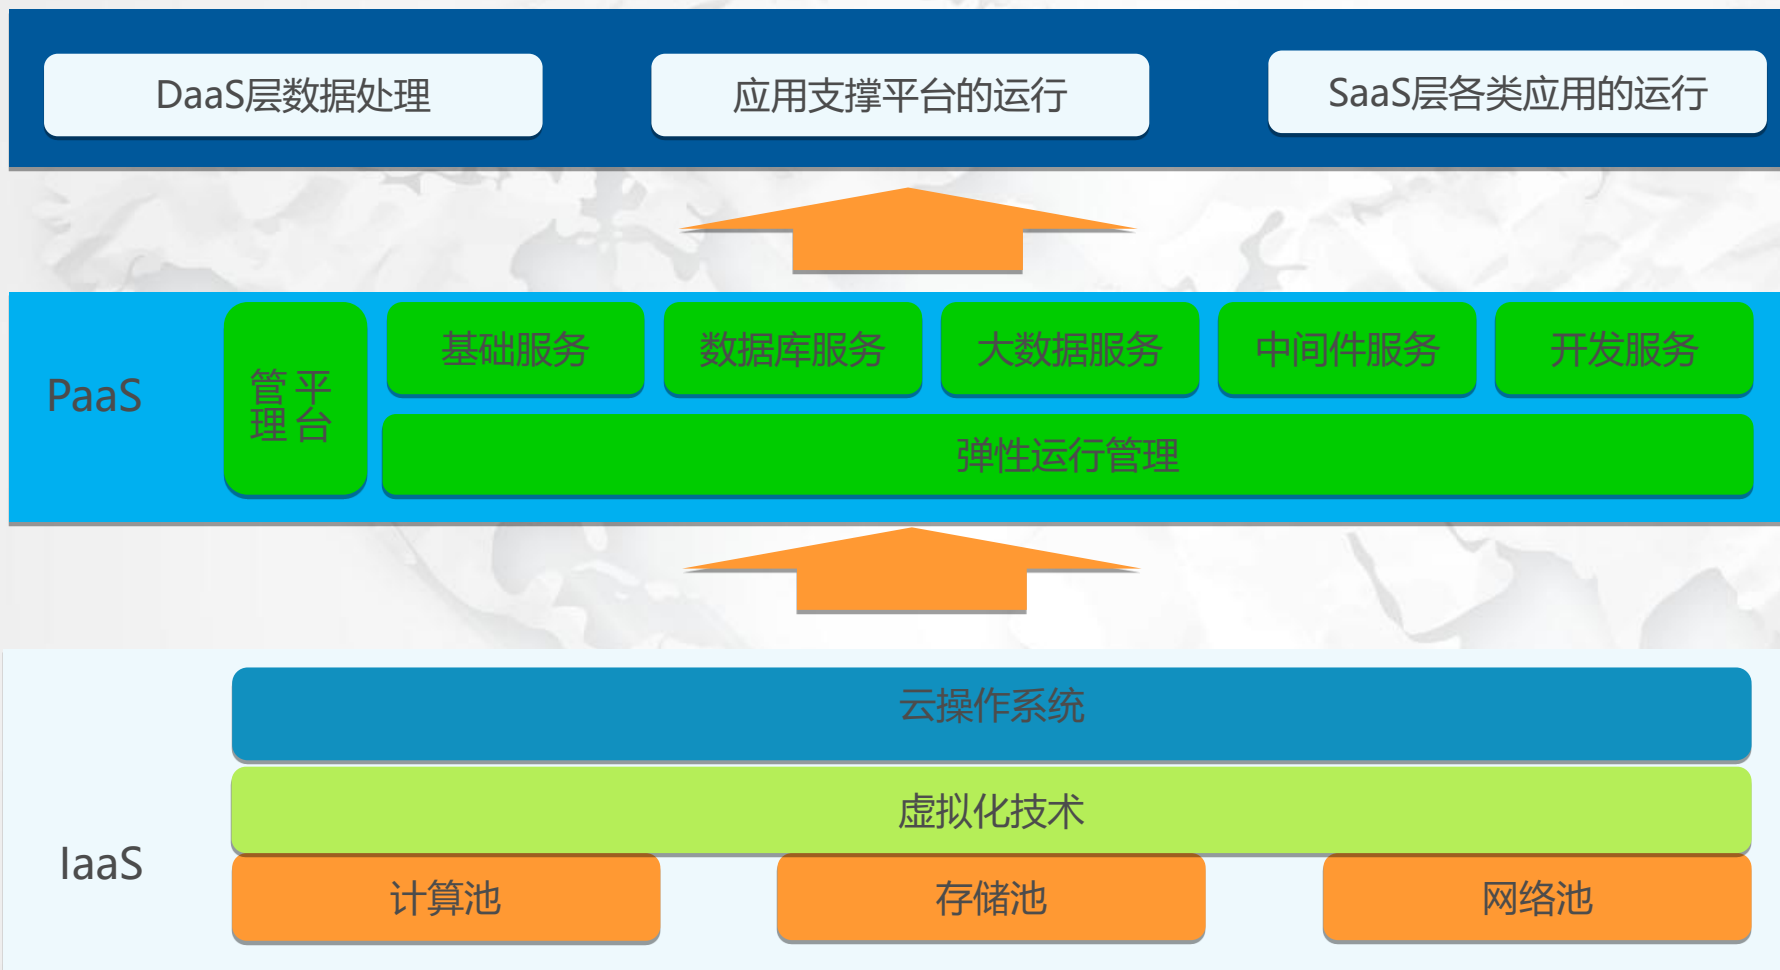 DaaS层数据处理
应用支撑平台的运行
SaaS层各类应用的运行
PaaS
管理
平台
基础服务
数据库服务
大数据服务
中间件服务
开发服务
弹性运行管理
IaaS
云操作系统
虚拟化技术
计算池
存储池
网络池